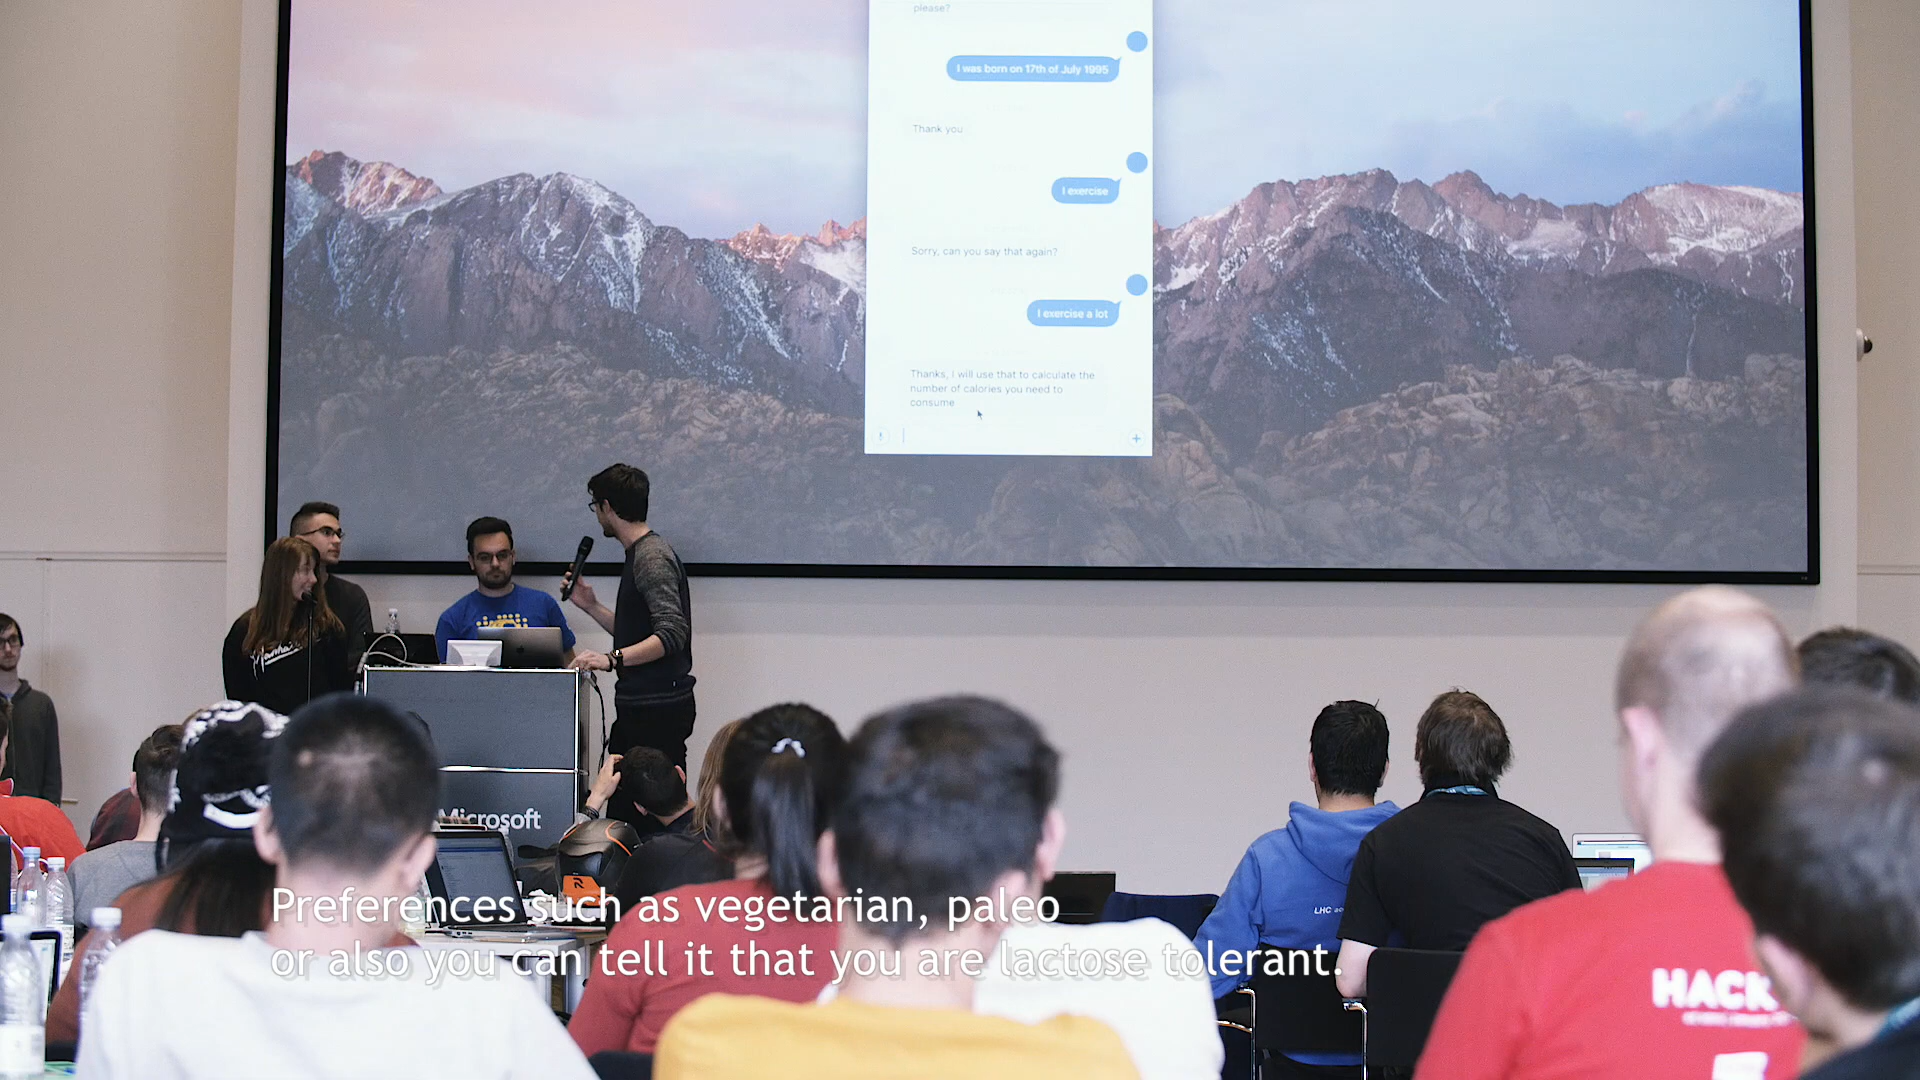 please?
I was born on 17th of July 1995
Thank you
I exercise
Sorry, can you say that again?
I exercise a lot
Thanks, I will use that to calculate the
number of calories you need to
consume
Microsoft
LHC
HACK
Preferences such as vegetarian, paleo
or also you can tell it that you are lactose tolerant.